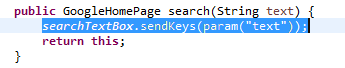 public GoogleHomePage search(String text) {
searchTextBox.sendKeys(param("text"));
return this;
}